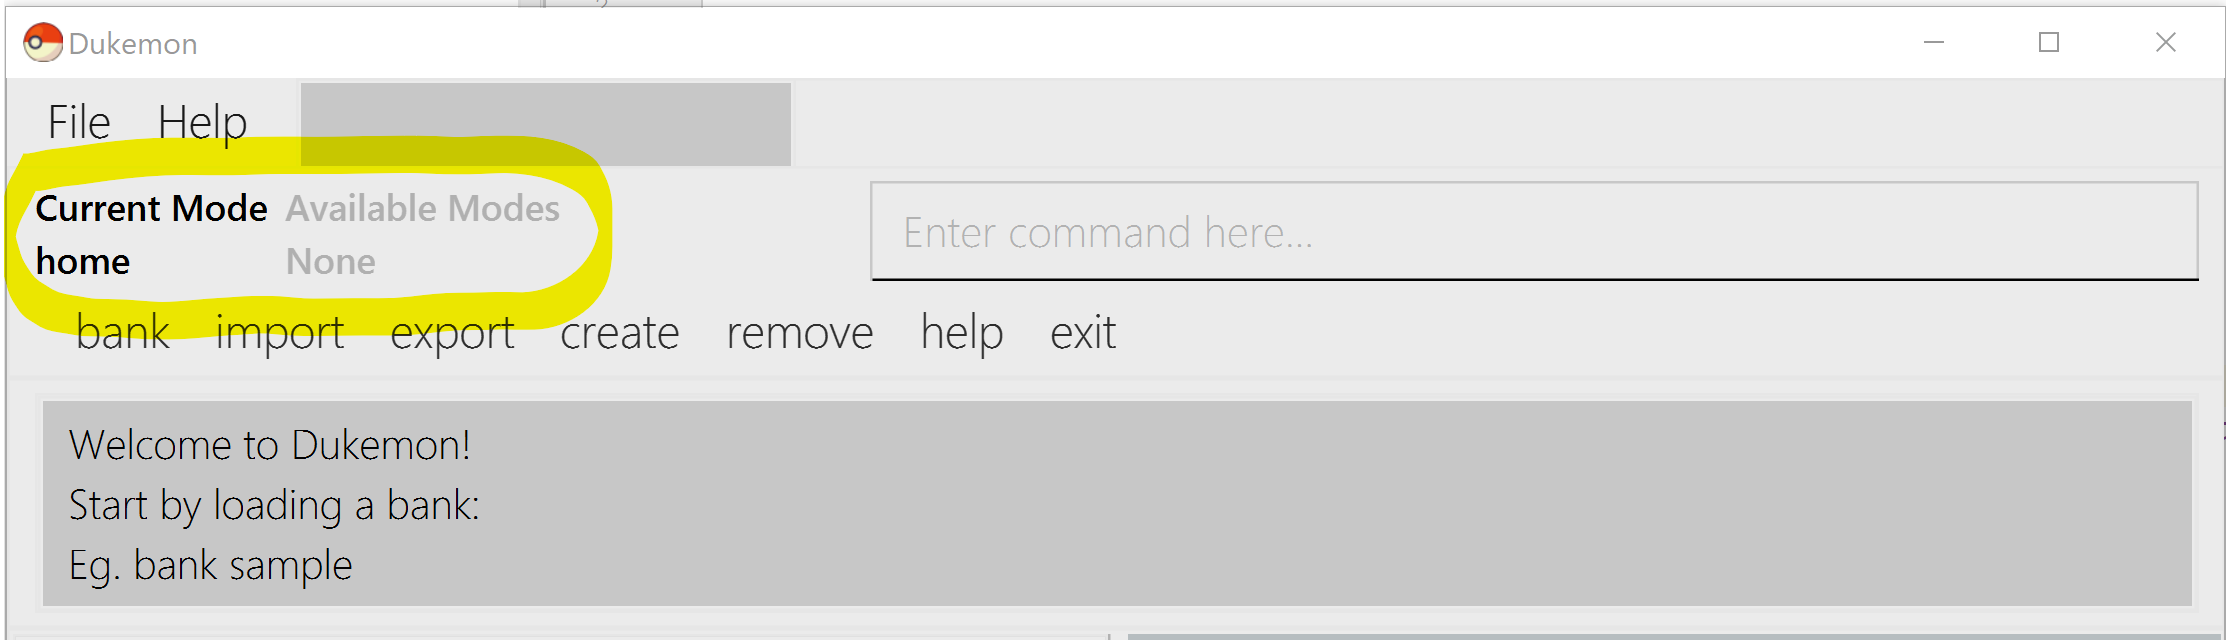 Dukemon
File Help
Current Mode Available Modes
home None
Enter command here...
bank import export create remove help exit
Welcome to Dukemon!
Start by loading a bank:
Eg. bank sample